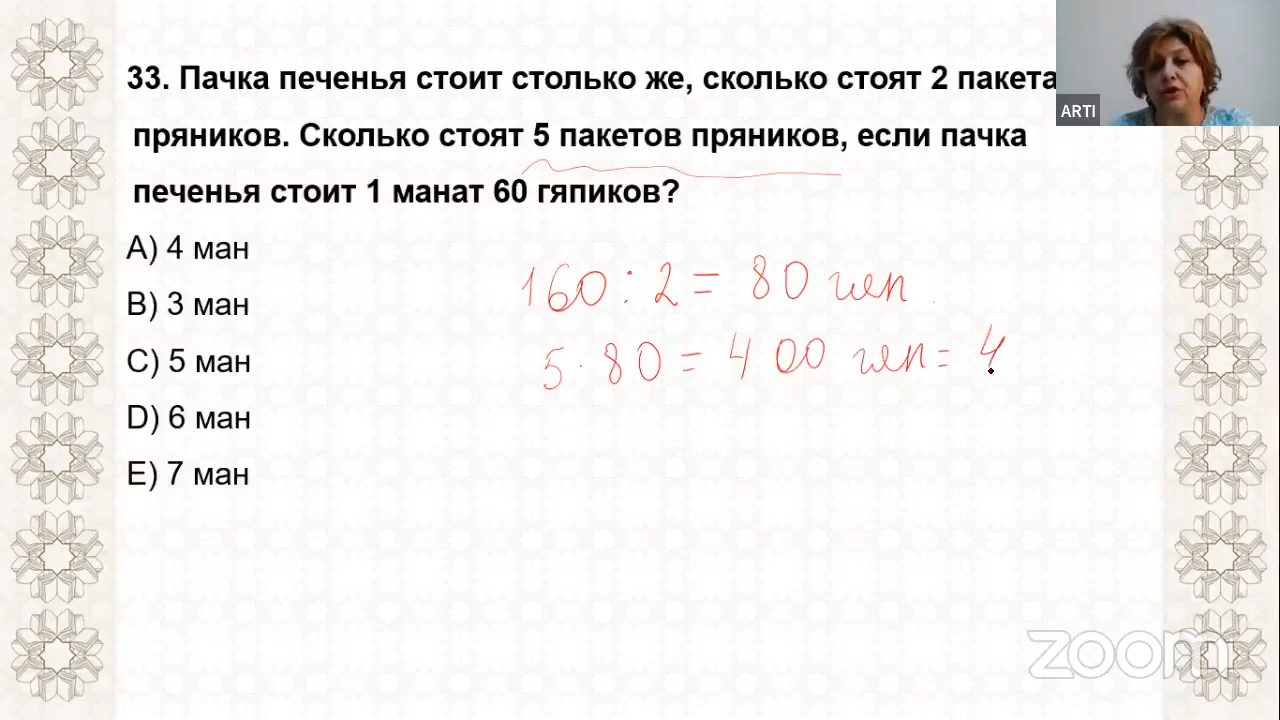 33. Пачка печенья стоит столько же, сколько стоят 2 пакета
пряников. Сколько стоят 5 пакетов пряников, если пачка
печенья стоит 1 манат 60 гяпиков?
A) 4 ман
B) 3 ман
C) 5 ман
D) 6 ман
E) 7 ман
160 : 2 = 80 гяп
5 · 80 = 400 гяп = 4
ARTI
zoom